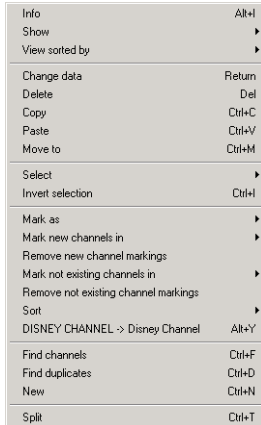 Info Alt+I
Show
View sorted by
Change data Return
Delete Del
Copy Ctrl+C
Paste Ctrl+V
Move to Ctrl+M
Select
Invert selection Ctrl+I
Mark as
Mark new channels in
Remove new channel markings
Mark not existing channels in
Remove not existing channel markings
Sort
DISNEY CHANNEL -> Disney Channel Alt+Y
Find channels Ctrl+F
Find duplicates Ctrl+D
New Ctrl+N
Split Ctrl+T